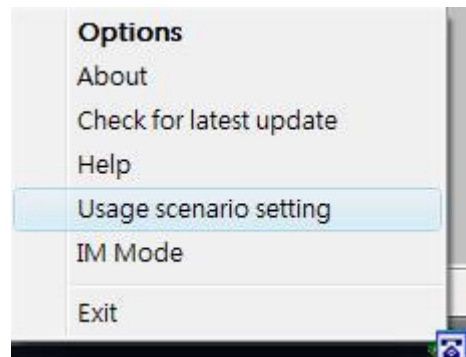 Options
About
Check for latest update
Help
Usage scenario setting
IM Mode
Exit